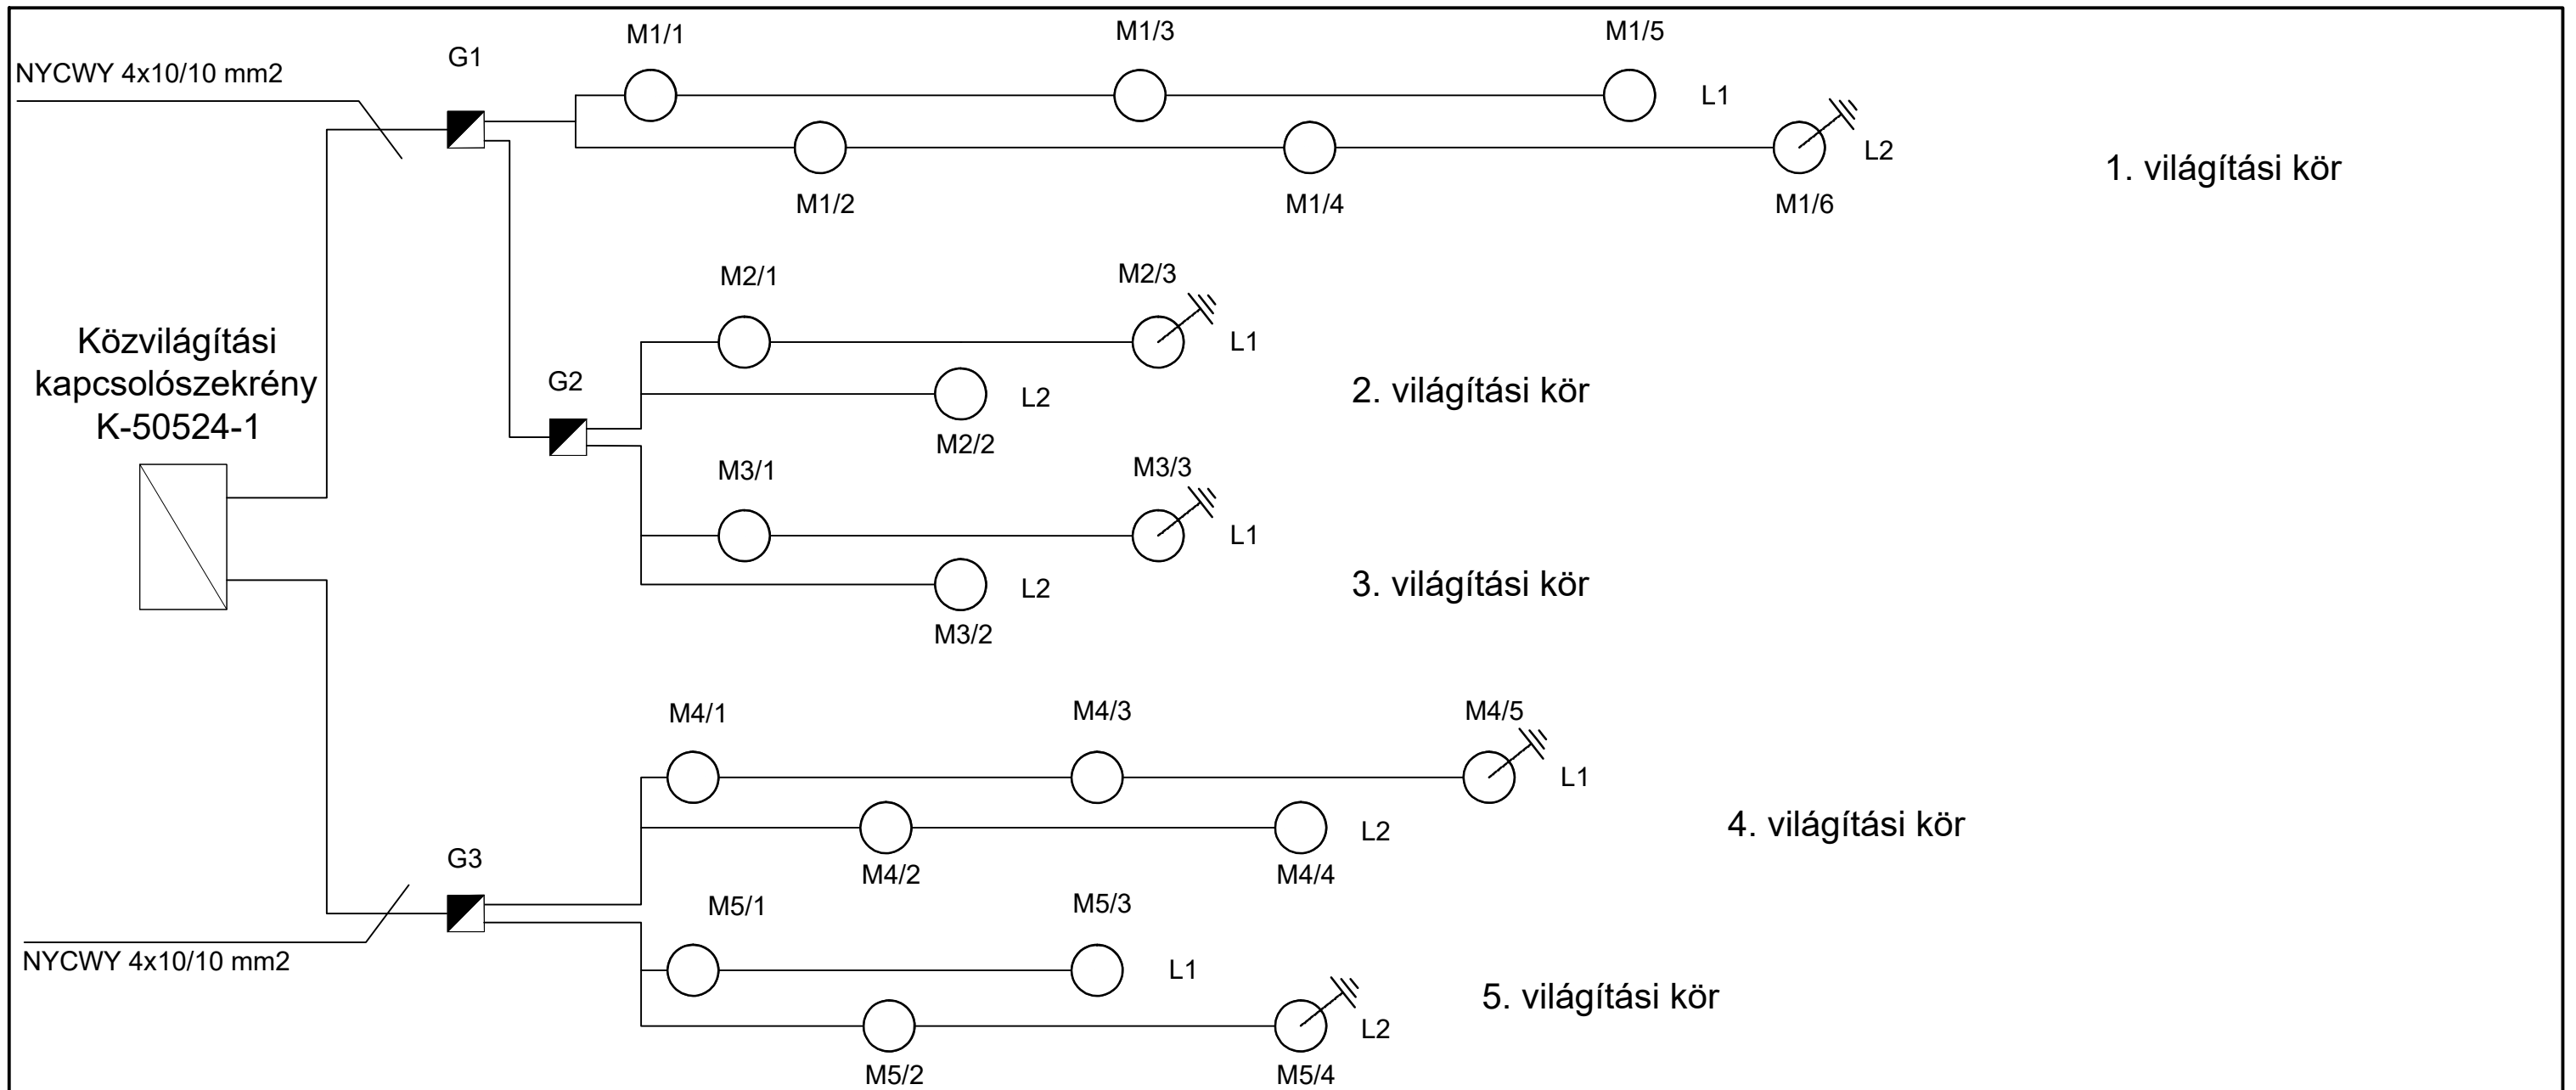 M1/1
M1/3
M1/5
G1
NYCWY 4x10/10 mm2
L1
L2
1. világítási kör
M1/2
M1/4
M1/6
M2/1
M2/3
Közvilágítási
kapcsolószekrény
K-50524-1
L1
G2
L2
2. világítási kör
M2/2
M3/1
M3/3
L1
L2
3. világítási kör
M3/2
M4/1
M4/3
M4/5
L1
L2
4. világítási kör
G3
M4/2
M4/4
M5/1
M5/3
NYCWY 4x10/10 mm2
L1
5. világítási kör
L2
M5/2
M5/4